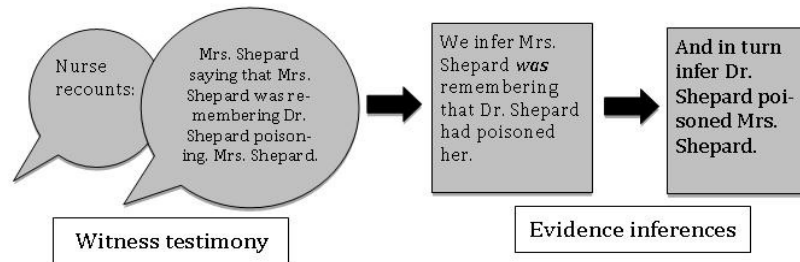 Nurse
recounts:
Mrs. Shepard
saying that Mrs.
Shepard was re-
membering Dr.
Shepard poison-
ing. Mrs. Shepard.
We infer Mrs.
Shepard was
remembering
that Dr. Shepard
had poisoned
her.
And in turn
infer Dr.
Shepard poi-
soned Mrs.
Shepard.
Witness testimony
Evidence inferences